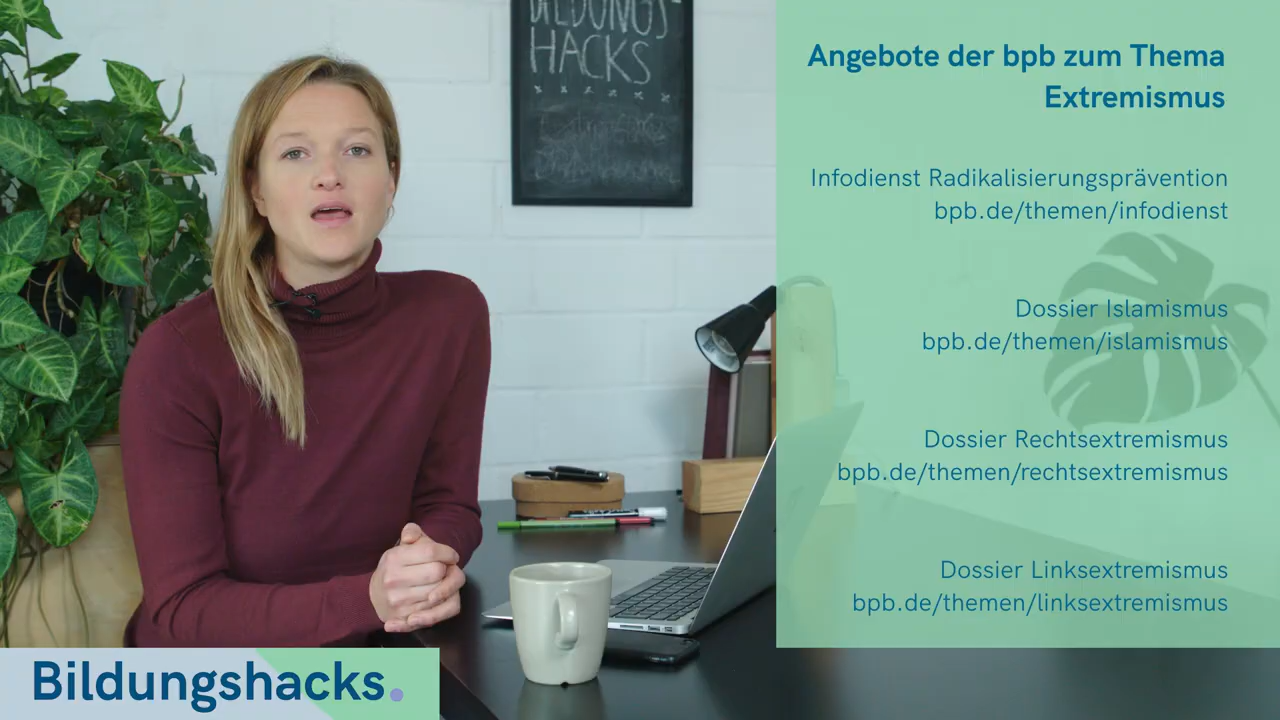 BILDUNGS-
HACKS
Angebote der bpb zum Thema
Extremismus
Infodienst Radikalisierungsprävention
bpb.de/themen/infodienst
Dossier Islamismus
bpb.de/themen/islamismus
Dossier Rechtsextremismus
bpb.de/themen/rechtsextremismus
Dossier Linksextremismus
bpb.de/themen/linksextremismus
Bildungshacks.